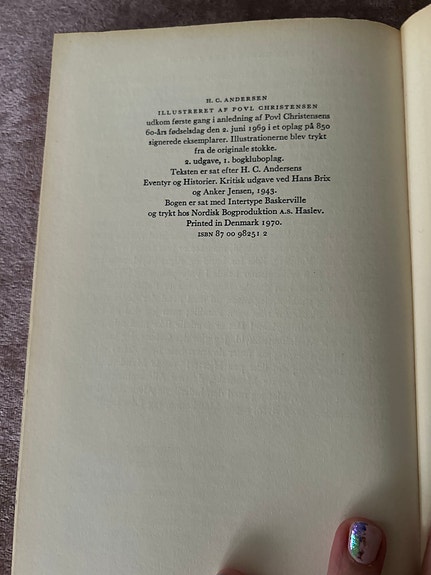 H. C. ANDERSEN
ILLUSTRERET AF POVL CHRISTENSEN
udkom første gang i anledning af Povl Christensens
60-års fødselsdag den 2. juni 1969 i et oplag på 850
signerede eksemplarer. Illustrationerne blev trykt
fra de originale stokke.
2. udgave, 1. bogkluboplag.
Teksten er sat efter H. C. Andersens
Eventyr og Historier. Kritisk udgave ved Hans Brix
og Anker Jensen, 1943.
Bogen er sat med Intertype Baskerville
og trykt hos Nordisk Bogproduktion A.S. Haslev.
Printed in Denmark 1970.
ISBN 87 00 98251 2